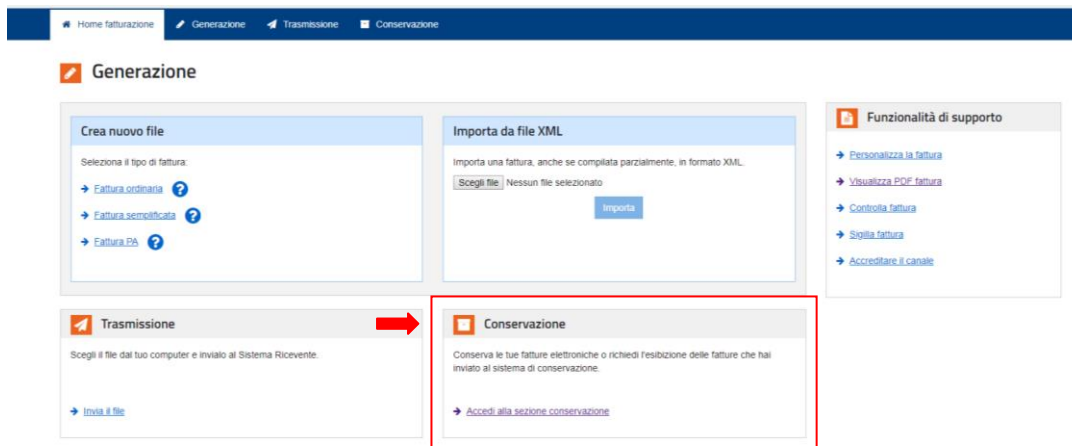 Home fatturazione
Generazione
Trasmissione
Conservazione
Generazione
Crea nuovo file
Seleziona il tipo di fattura:
Fattura ordinaria
Fattura semplificata
Fattura PA
Importa da file XML
Importa una fattura, anche se compilata parzialmente, in formato XML.
Scegli file Nessun file selezionato
Importa
Funzionalità di supporto
Personalizza la fattura
Visualizza PDF fattura
Controlla fattura
Sigilla fattura
Accreditare il canale
Trasmissione
Scegli il file dal tuo computer e invialo al Sistema Ricevente.
Invia il file
Conservazione
Conserva le tue fatture elettroniche o richiedi l'esibizione delle fatture che hai
inviato al sistema di conservazione.
Accedi alla sezione conservazione